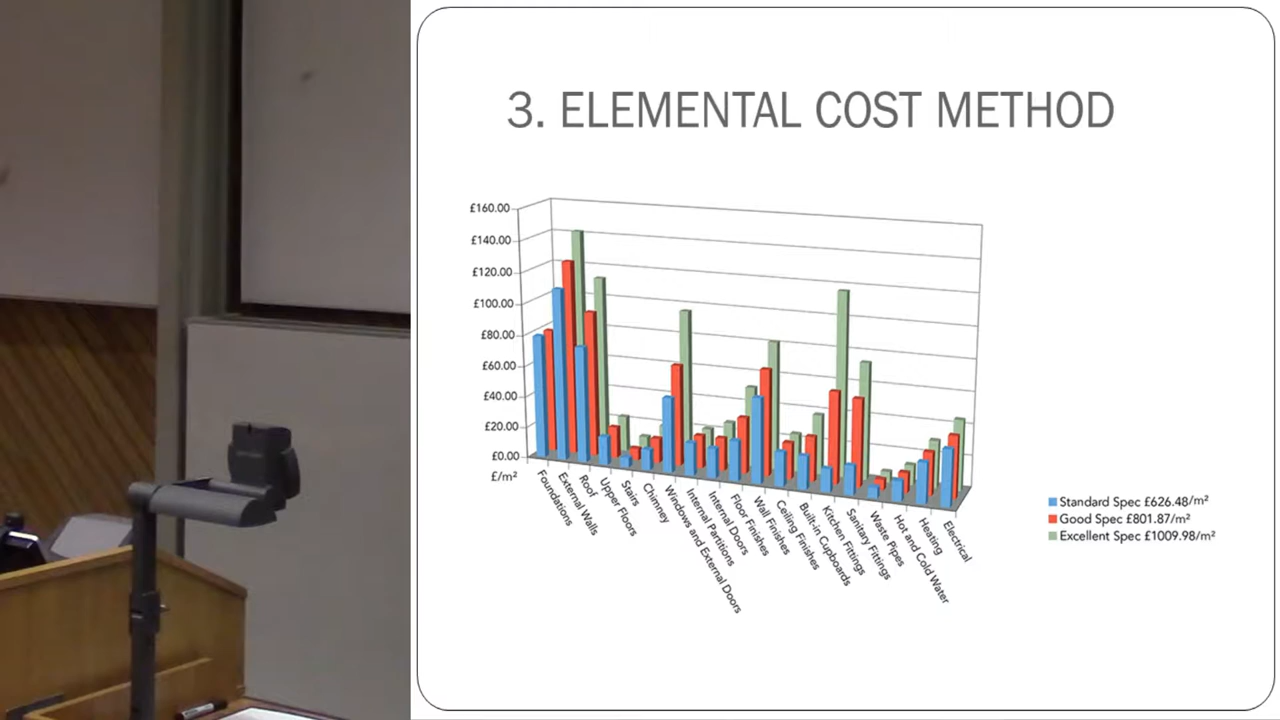 3. ELEMENTAL COST METHOD
£160.00
£140.00
£120.00
£100.00
£80.00
£60.00
£40.00
£20.00
£0.00
£/m²
Foundations
External Walls
Roof
Upper Floors
Stairs
Chimney
Windows and External Doors
Internal Partitions
Internal Doors
Floor Finishes
Wall Finishes
Ceiling Finishes
Built-in Cupboards
Kitchen Fittings
Sanitary Fittings
Waste Pipes
Hot and Cold Water
Heating
Electrical
Standard Spec £626.48/m²
Good Spec £801.87/m²
Excellent Spec £1009.98/m²